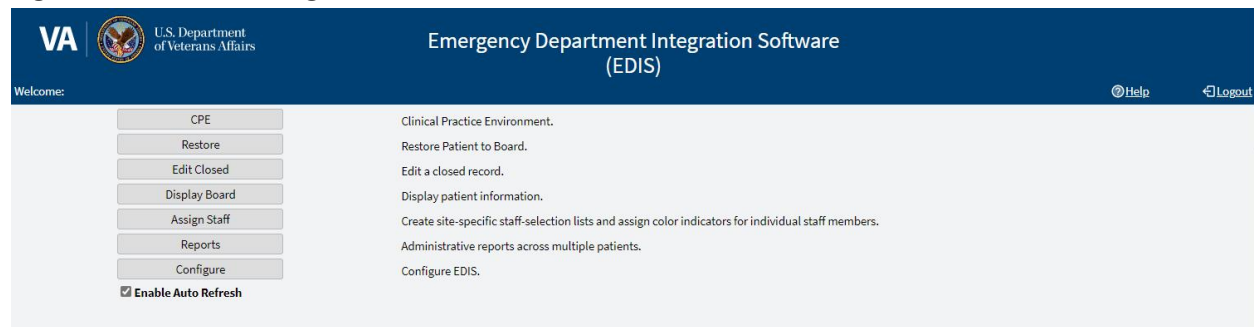 VA
U.S. Department
of Veterans Affairs
Emergency Department Integration Software
(EDIS)
Welcome:
Help
Logout
CPE Clinical Practice Environment.
Restore Restore Patient to Board.
Edit Closed Edit a closed record.
Display Board Display patient information.
Assign Staff Create site-specific staff-selection lists and assign color indicators for individual staff members.
Reports Administrative reports across multiple patients.
Configure Configure EDIS.
Enable Auto Refresh